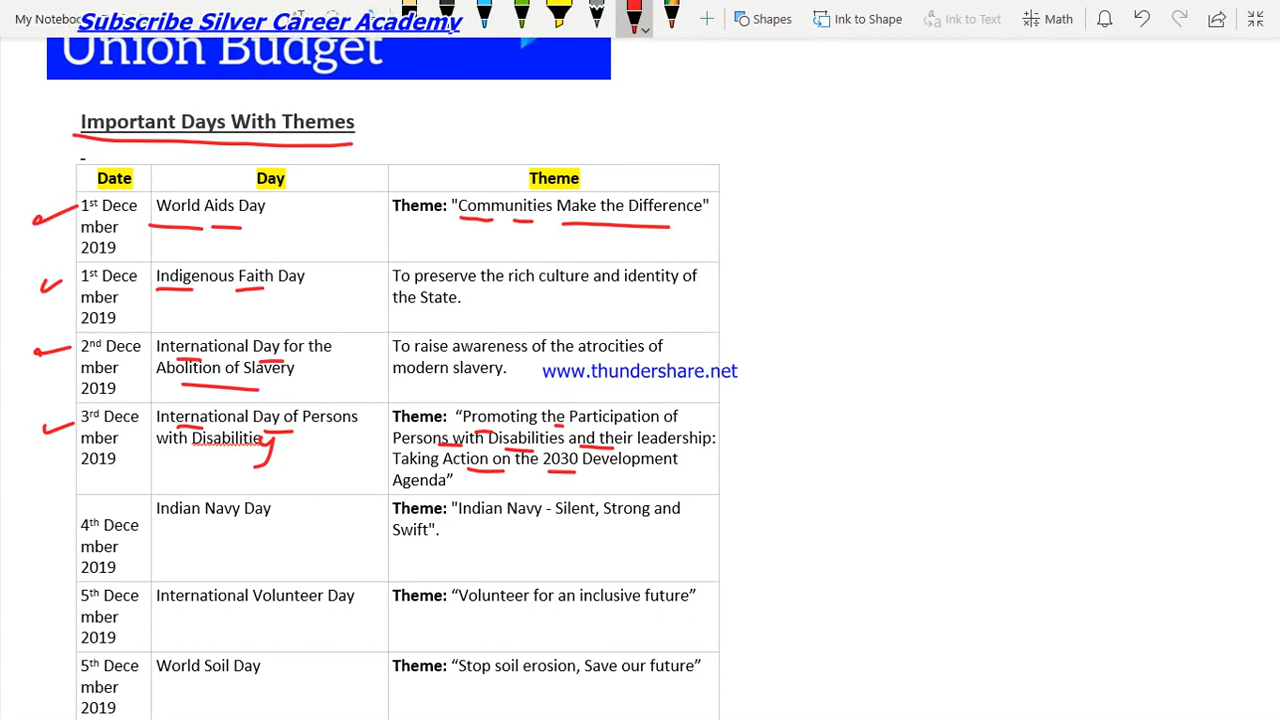 My Notebook
Shapes
Ink to Shape
Ink to Text
Math
Subscribe Silver Career Academy
Union Budget
Important Days With Themes
Date Day Theme
1st Dece World Aids Day Theme: "Communities Make the Difference"
mber
2019
1st Dece Indigenous Faith Day To preserve the rich culture and identity of
mber the State.
2019
2nd Dece International Day for the To raise awareness of the atrocities of
mber Abolition of Slavery modern slavery.
2019
www.thundershare.net
3rd Dece International Day of Persons Theme: “Promoting the Participation of
mber with Disabilitiey Persons with Disabilities and their leadership:
2019 Taking Action on the 2030 Development
Agenda”
Indian Navy Day Theme: "Indian Navy - Silent, Strong and
4th Dece Swift".
mber
2019
5th Dece International Volunteer Day Theme: “Volunteer for an inclusive future”
mber
2019
5th Dece World Soil Day Theme: “Stop soil erosion, Save our future”
mber
2019